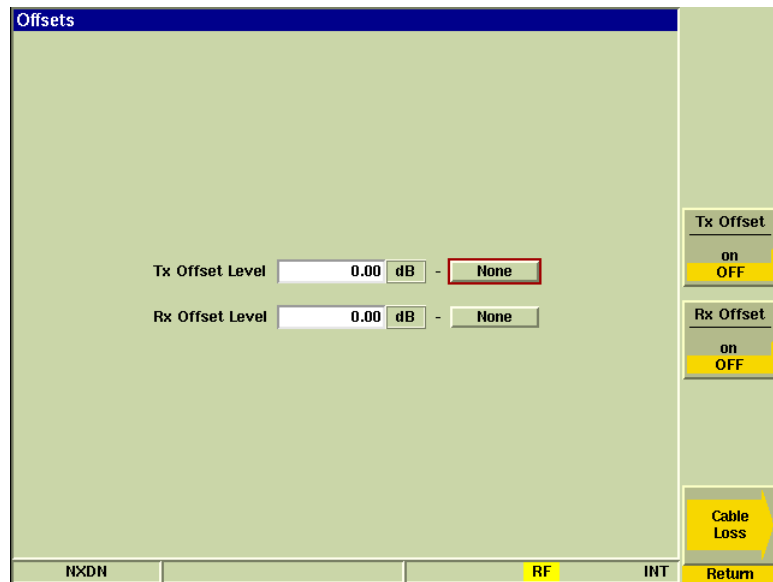 Offsets
Tx Offset Level 0.00 dB - None
Rx Offset Level 0.00 dB - None
Tx Offset
on
OFF
Rx Offset
on
OFF
Cable
Loss
NXDN RF INT Return